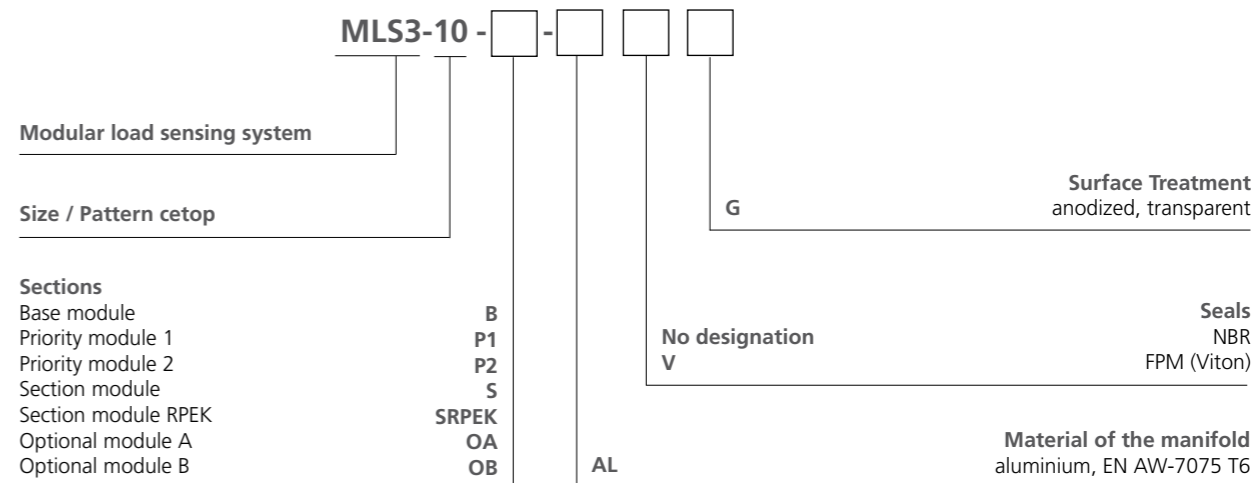 MLS3-10 - -
Modular load sensing system
Size / Pattern cetop
Sections
Base module B
Priority module 1 P1
Priority module 2 P2
Section module S
Section module RPEK SRPEK
Optional module A OA
Optional module B OB
AL
No designation
V
G
Surface Treatment
anodized, transparent
Seals
NBR
FPM (Viton)
Material of the manifold
aluminium, EN AW-7075 T6